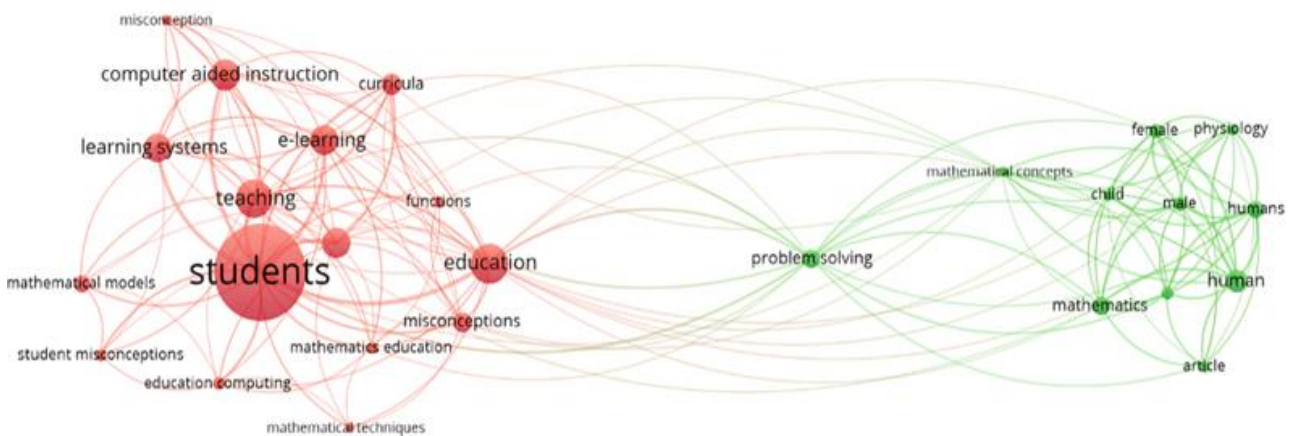 misconception
computer aided instruction
curricula
learning systems
e-learning
teaching
functions
students
education
mathematical models
misconceptions
student misconceptions
mathematics education
education computing
mathematical techniques
female
physiology
mathematical concepts
child
male
humans
problem solving
human
mathematics
article